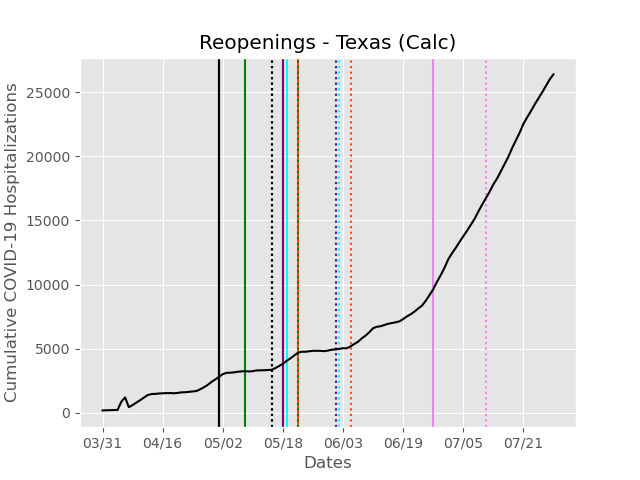 Reopenings - Texas (Calc)
Cumulative COVID-19 Hospitalizations
25000
20000
15000
10000
5000
0
03/31 04/16 05/02 05/18 06/03 06/19 07/05 07/21
Dates